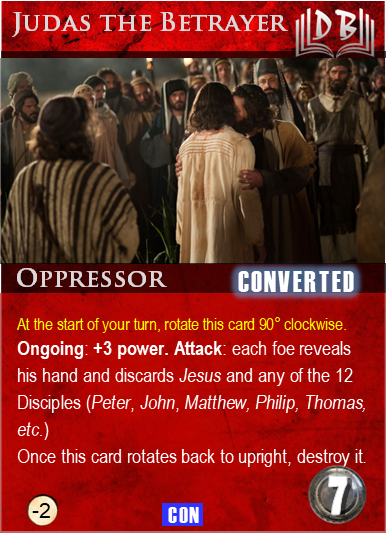 JUDAS THE BETRAYER DB
OPPRESSOR CONVERTED
At the start of your turn, rotate this card 90° clockwise.
Ongoing: +3 power. Attack: each foe reveals
his hand and discards Jesus and any of the 12
Disciples (Peter, John, Matthew, Philip, Thomas,
etc.)
Once this card rotates back to upright, destroy it.
-2 CON 7